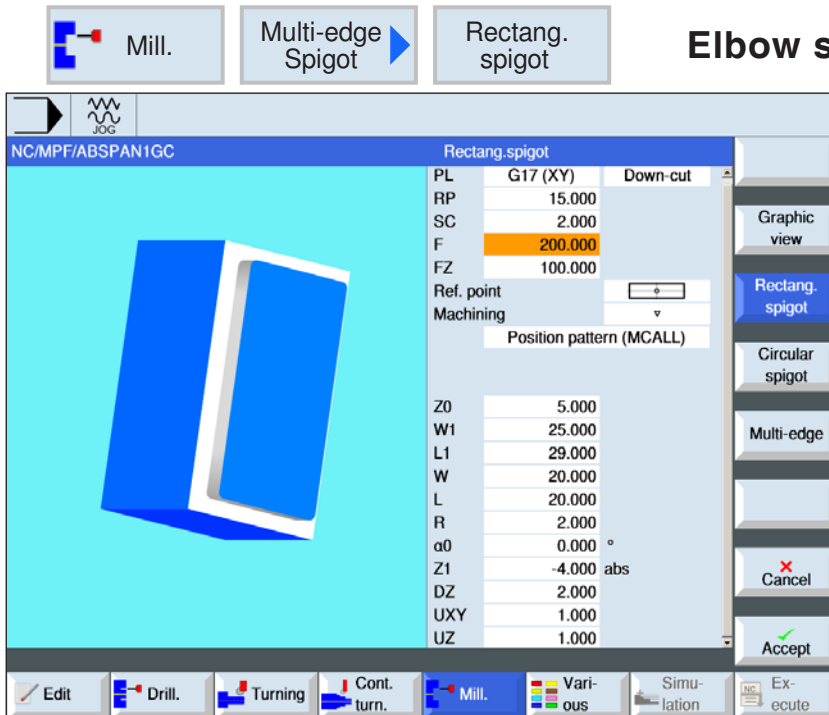 Mill.
Multi-edge
Spigot
Rectang.
spigot
Elbow s
JOG
NC/MPF/ABSPAN1GC
Rectang.spigot
PL G17 (XY) Down-cut
RP 15.000
SC 2.000
F 200.000
FZ 100.000
Ref. point
Machining
Position pattern (MCALL)
Z0 5.000
W1 25.000
L1 29.000
W 20.000
L 20.000
R 2.000
α0 0.000 °
Z1 -4.000 abs
DZ 2.000
UXY 1.000
UZ 1.000
Graphic
view
Rectang.
spigot
Circular
spigot
Multi-edge
Cancel
Accept
Edit
Drill.
Turning
Cont.
turn.
Mill.
Vari-
ous
Simu-
lation
NC
Ex-
ecute